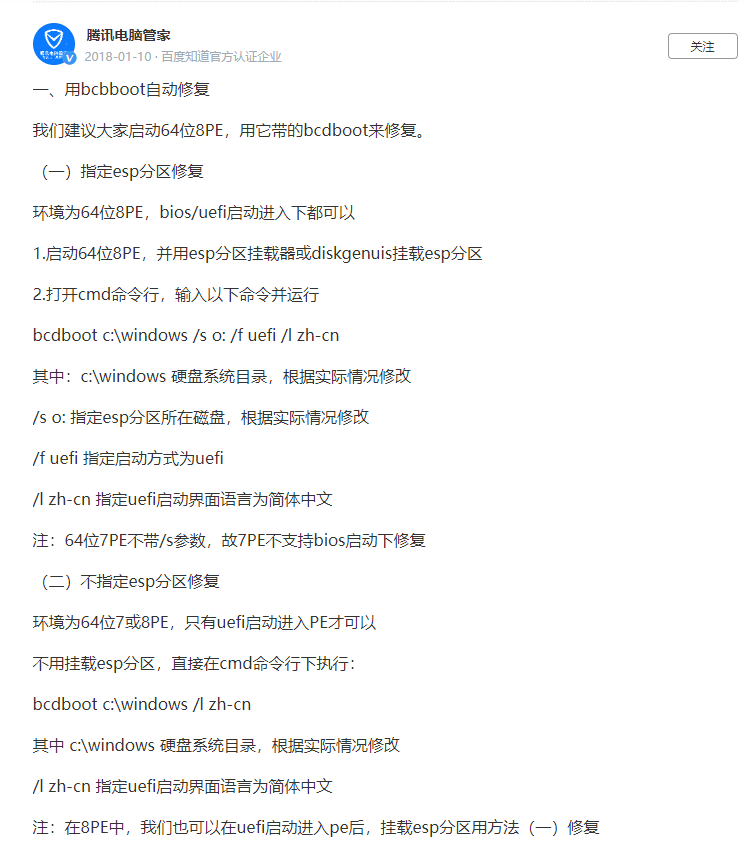 腾讯电脑管家
2018-01-10 · 百度知道官方认证企业
关注
一、用bcbboot自动修复
我们建议大家启动64位8PE，用它带的bcdboot来修复。
（一）指定esp分区修复
环境为64位8PE，bios/uefi启动进入下都可以
1.启动64位8PE，并用esp分区挂载器或diskgenuis挂载esp分区
2.打开cmd命令行，输入以下命令并运行
bcdboot c:\windows /s o: /f uefi /l zh-cn
其中：c:\windows 硬盘系统目录，根据实际情况修改
/s o: 指定esp分区所在磁盘，根据实际情况修改
/f uefi 指定启动方式为uefi
/l zh-cn 指定uefi启动界面语言为简体中文
注：64位7PE不带/s参数，故7PE不支持bios启动下修复
（二）不指定esp分区修复
环境为64位7或8PE，只有uefi启动进入PE才可以
不用挂载esp分区，直接在cmd命令行下执行：
bcdboot c:\windows /l zh-cn
其中 c:\windows 硬盘系统目录，根据实际情况修改
/l zh-cn 指定uefi启动界面语言为简体中文
注：在8PE中，我们也可以在uefi启动进入pe后，挂载esp分区用方法（一）修复